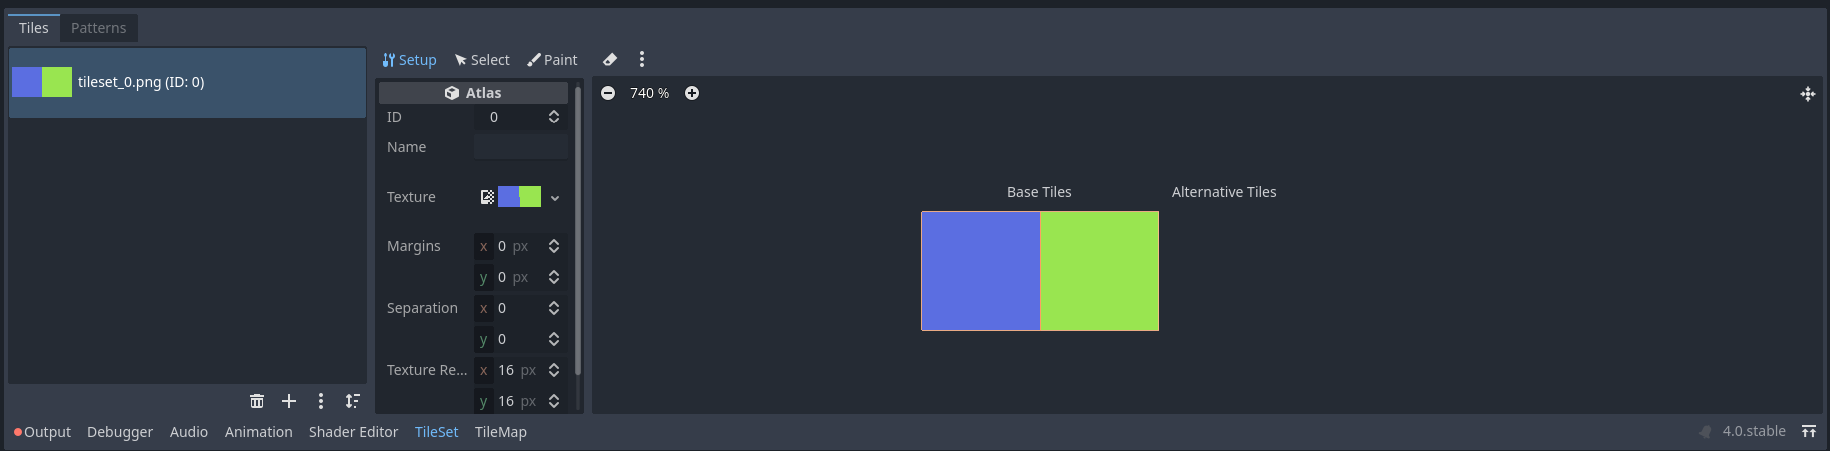 Tiles Patterns
tileset_0.png (ID: 0)
Setup Select Paint
Atlas
ID 0
Name
Texture
Margins x 0 px
y 0 px
Separation x 0
y 0
Texture Re... x 16 px
y 16 px
740 %
Base Tiles Alternative Tiles
Output Debugger Audio Animation Shader Editor TileSet TileMap 4.0.stable